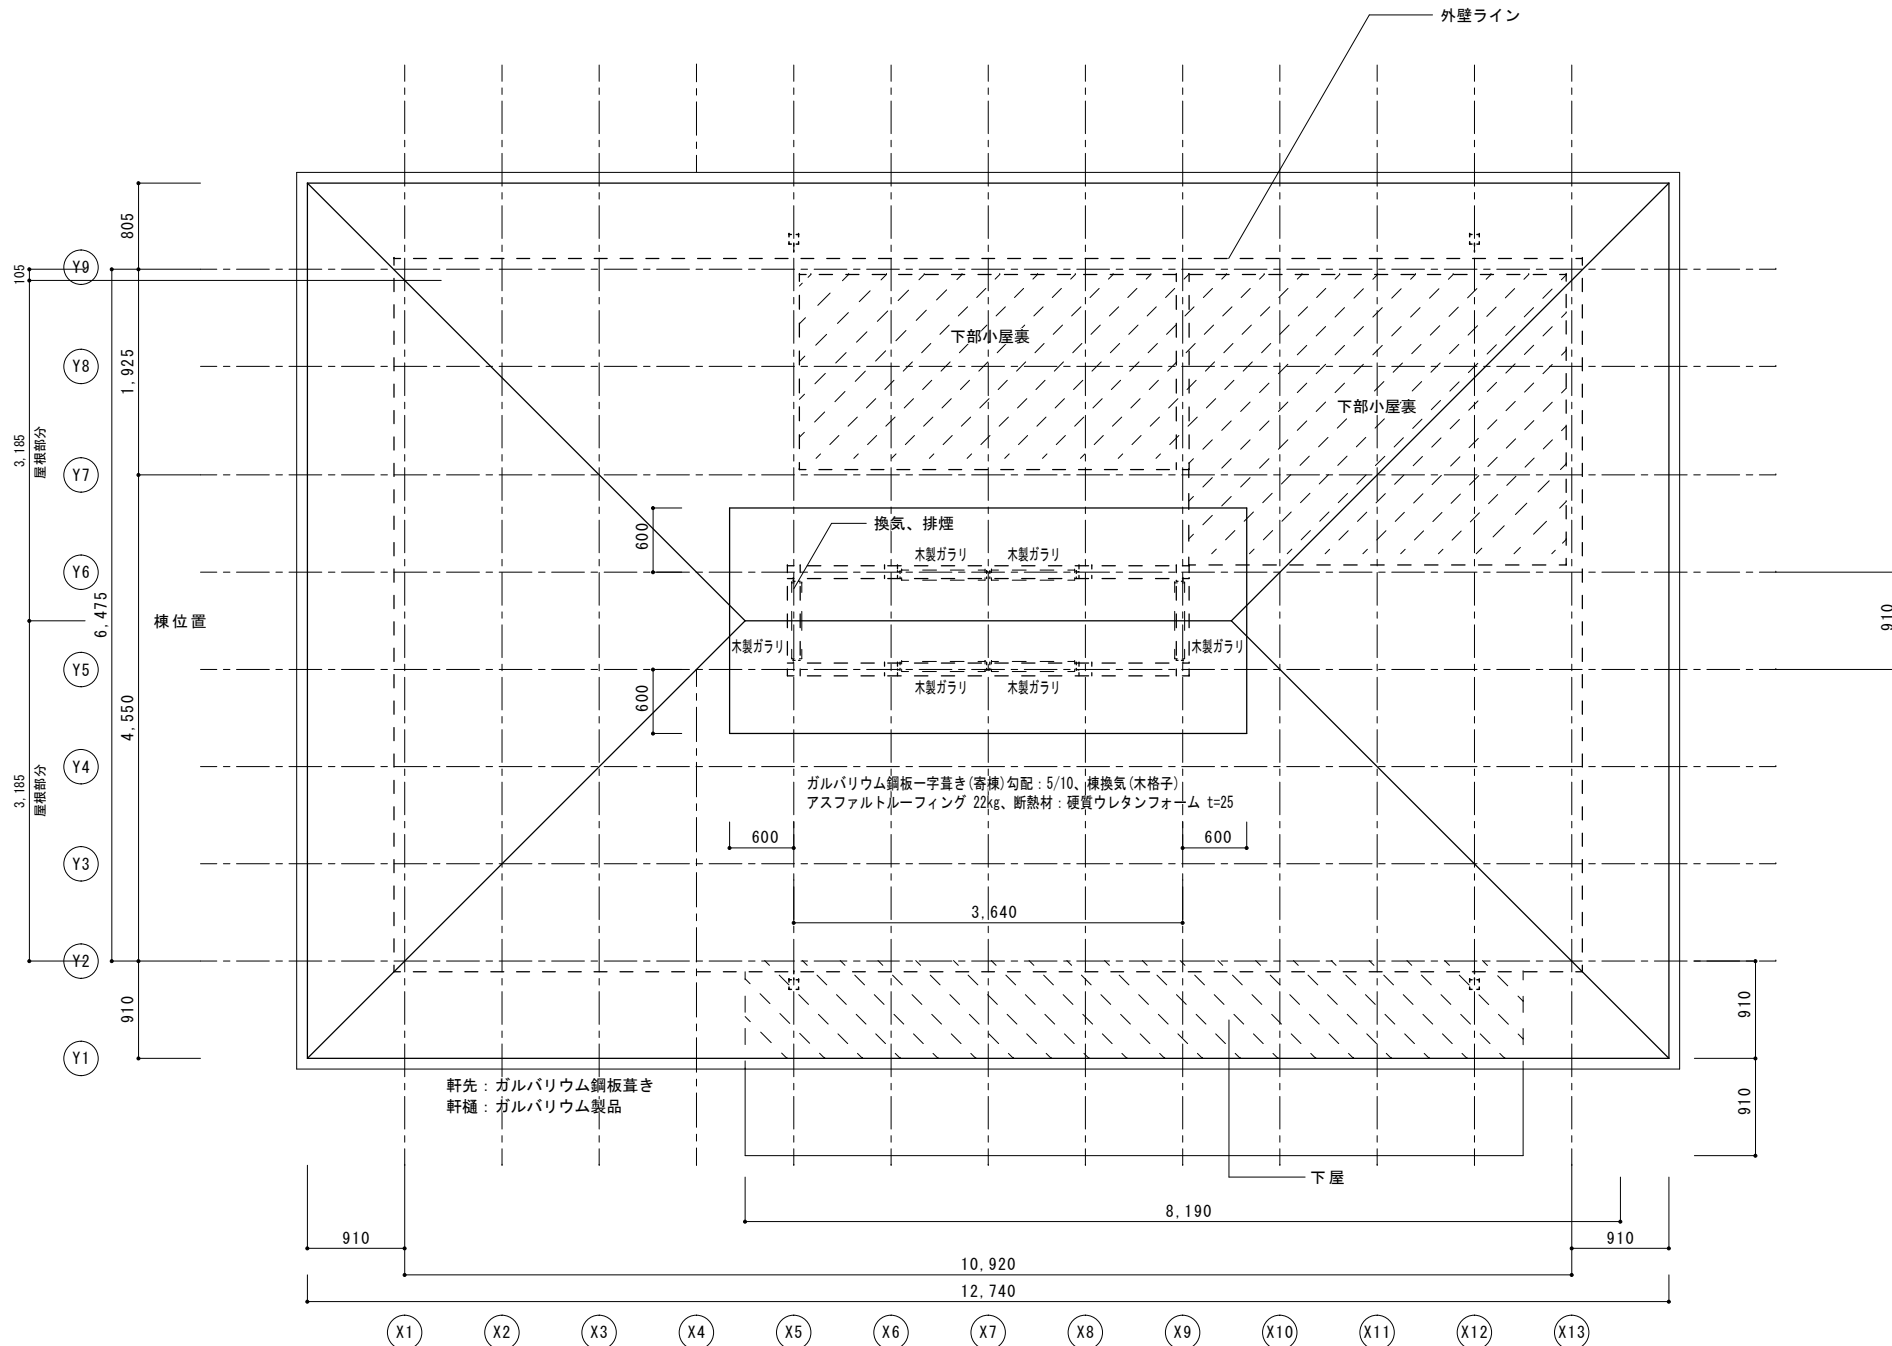 外壁ライン
805
105
Y9
1,925
Y8
下部小屋裏
下部小屋裏
3,185
屋根部分
Y7
600
換気、排煙
木製ガラリ
木製ガラリ
Y6
6,475
棟位置
910
木製ガラリ
木製ガラリ
Y5
600
木製ガラリ
木製ガラリ
4,550
Y4
3,185
屋根部分
ガルバリウム鋼板一字葺き(寄棟)勾配：5/10、棟換気(木格子)
アスファルトルーフィング 22kg、断熱材：硬質ウレタンフォーム t=25
600
600
Y3
3,640
Y2
910
910
Y1
軒先：ガルバリウム鋼板葺き
軒樋：ガルバリウム製品
910
下屋
8,190
910
910
10,920
12,740
X1
X2
X3
X4
X5
X6
X7
X8
X9
X10
X11
X12
X13